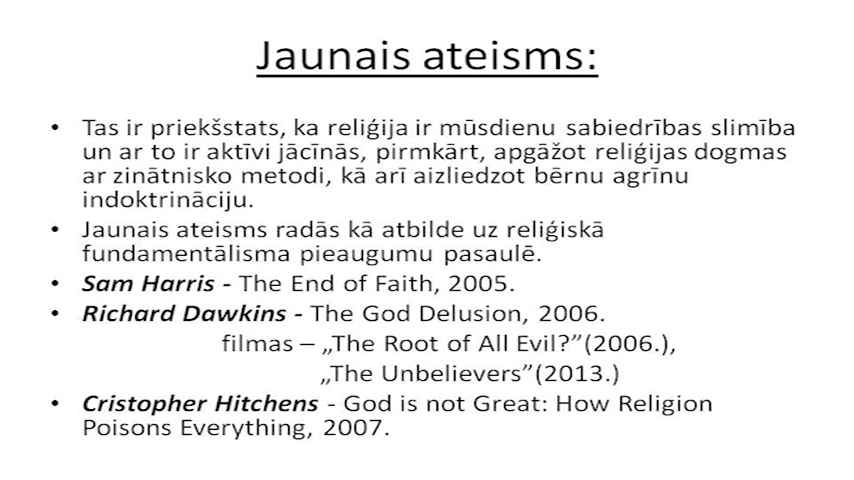 Jaunais ateisms:
• Tas ir priekšstats, ka reliģija ir mūsdienu sabiedrības slimība
un ar to ir aktīvi jācīnās, pirmkārt, apgāžot reliģijas dogmas
ar zinātnisko metodi, kā arī aizliedzot bērnu agrīnu
indoktrināciju.
• Jaunais ateisms radās kā atbilde uz reliģiskā
fundamentālisma pieaugumu pasaulē.
• Sam Harris - The End of Faith, 2005.
• Richard Dawkins - The God Delusion, 2006.
filmas – „The Root of All Evil?”(2006.),
„The Unbelievers”(2013.)
• Cristopher Hitchens - God is not Great: How Religion
Poisons Everything, 2007.